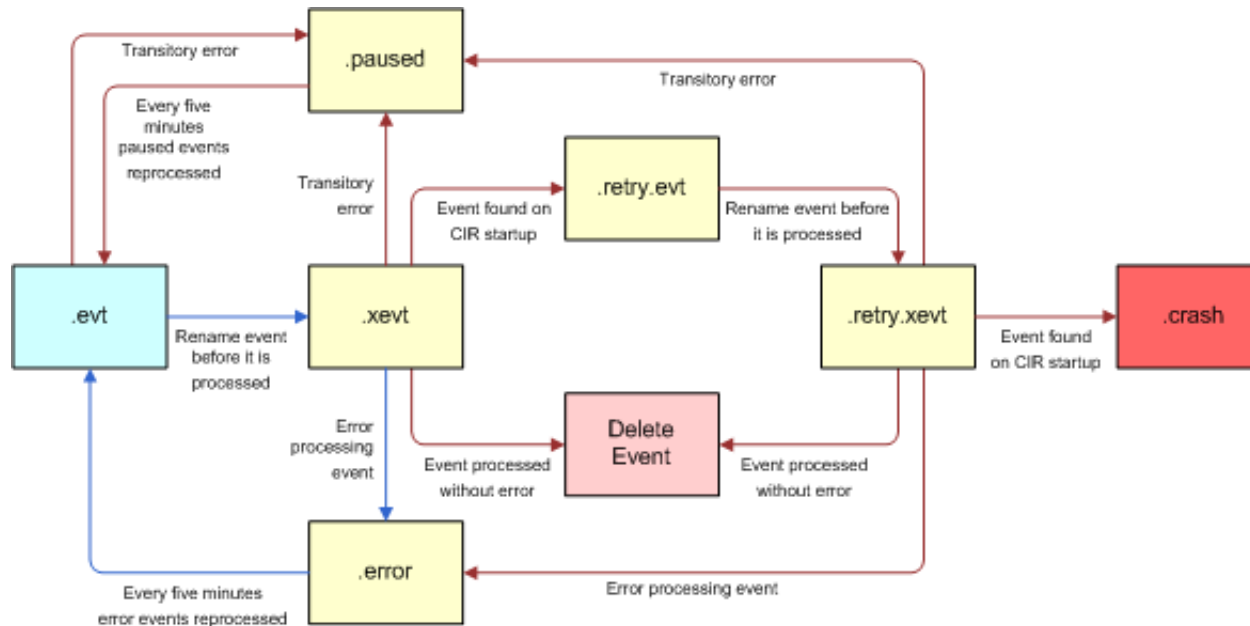 Transitory error
.paused
Transitory error
Every five
minutes
paused events
reprocessed
Transitory
error
Event found on
CIR startup
.retry.evt
Rename event before
it is processed
.evt
Rename event
before it is
processed
.xevt
.retry.xevt
Event found
on CIR startup
.crash
Error
processing
event
Event processed
without error
Delete
Event
Event processed
without error
Every five minutes
error events reprocessed
.error
Error processing event